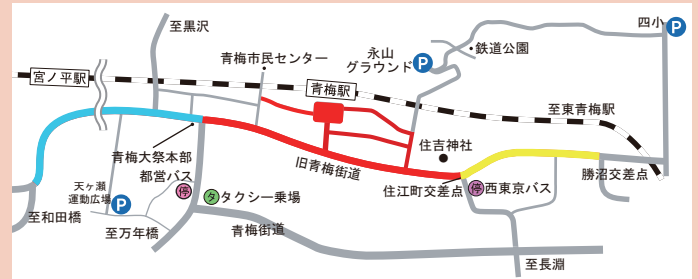 至黒沢
四小
P
青梅市民センター
永山
グラウンド
P
鉄道公園
宮ノ平駅
青梅駅
至東青梅駅
住吉神社
青梅大祭本部
都営バス
停
旧青梅街道
タ
タクシー乗場
住江町交差点
停
西東京バス
勝沼交差点
天ヶ瀬
運動広場
P
至和田橋
至万年橋
青梅街道
至長淵